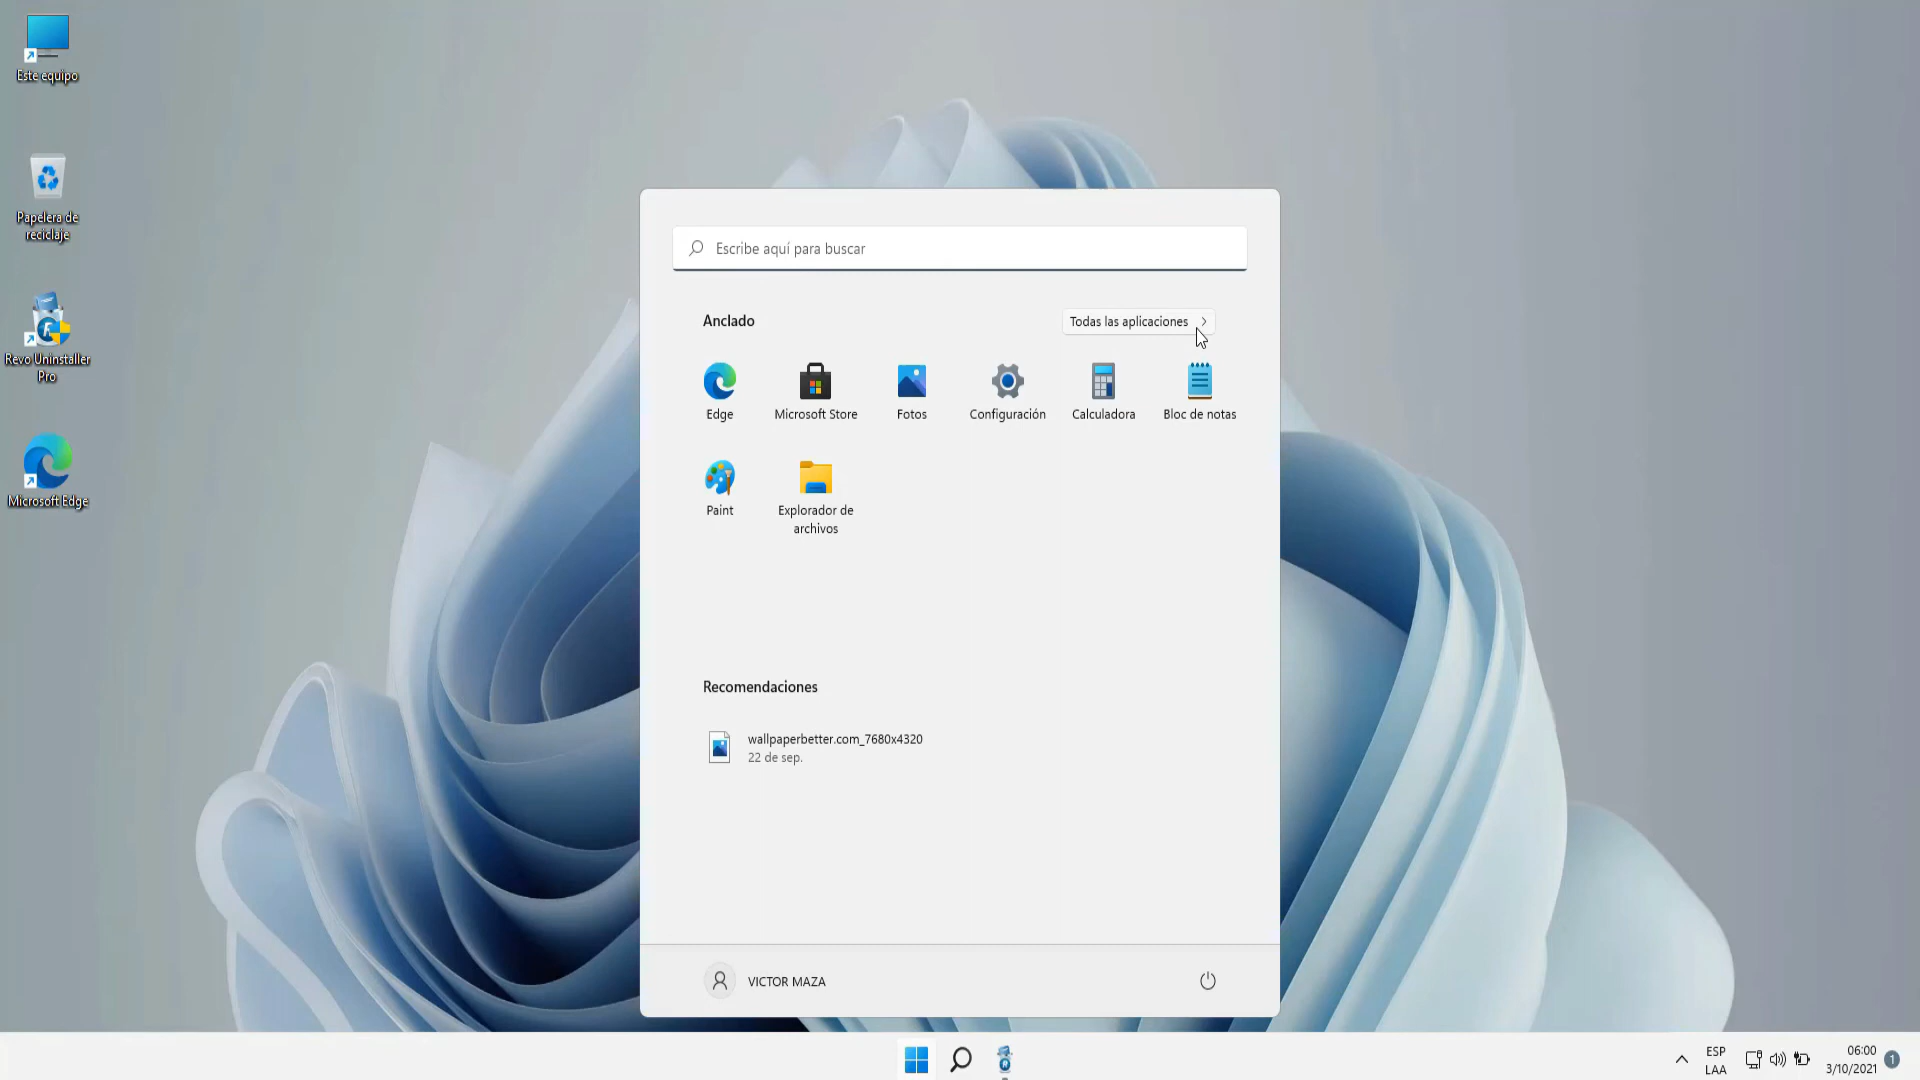 Este equipo
Papelera de
reciclaje
Revo Uninstaller
Pro
Microsoft Edge
Escribe aquí para buscar
Anclado
Todas las aplicaciones
Edge
Microsoft Store
Fotos
Configuración
Calculadora
Bloc de notas
Paint
Explorador de
archivos
Recomendaciones
wallpaperbetter.com_7680x4320
22 de sep.
VICTOR MAZA
ESP
LAA
06:00
3/10/2021
1